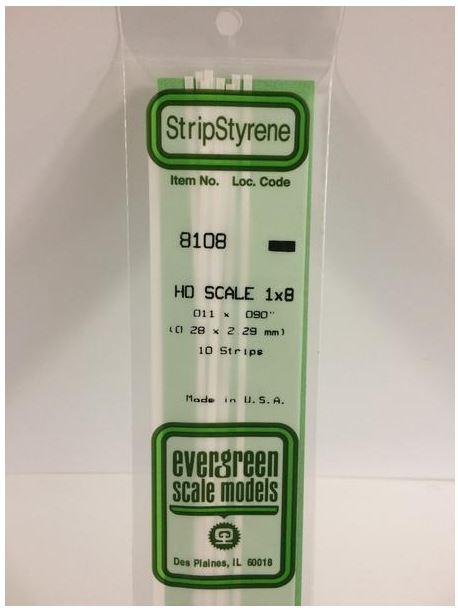 StripStyrene
Item No. Loc. Code
8108
HO SCALE 1x8
.011 x .090"
(0.28 x 2.29 mm)
10 Strips
Made in U.S.A.
evergreen
scale models
Des Plaines, IL 60018